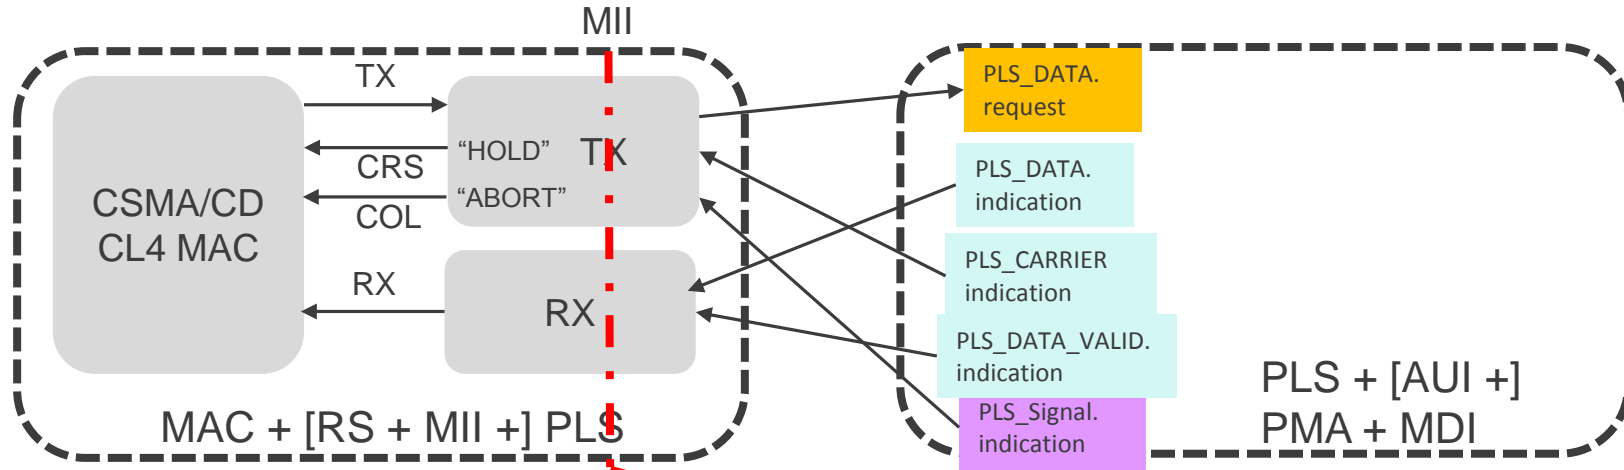 MII
TX
“HOLD”
TX
CRS
“ABORT”
COL
CSMA/CD
CL4 MAC
RX
RX
MAC + [RS + MII +] PLS
PLS_DATA.
request
PLS_DATA.
indication
PLS_CARRIER
indication
PLS_DATA_VALID.
indication
PLS_Signal.
indication
PLS + [AUI +]
PMA + MDI